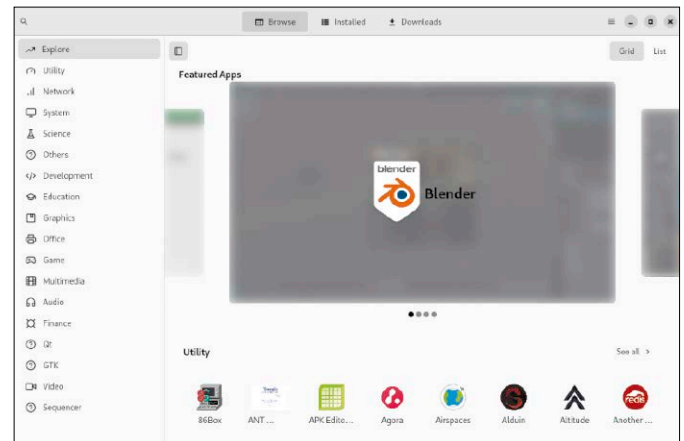 Browse Installed Downloads
Grid List
Explore
Utility
Network
System
Science
Others
Development
Education
Graphics
Office
Game
Multimedia
Audio
Finance
Qt
GTK
Video
Sequencer
Featured Apps
blender
Blender
Utility
See all >
86Box ANT ... APK Edito... Agora Airspaces Alduin Altitude Another ...